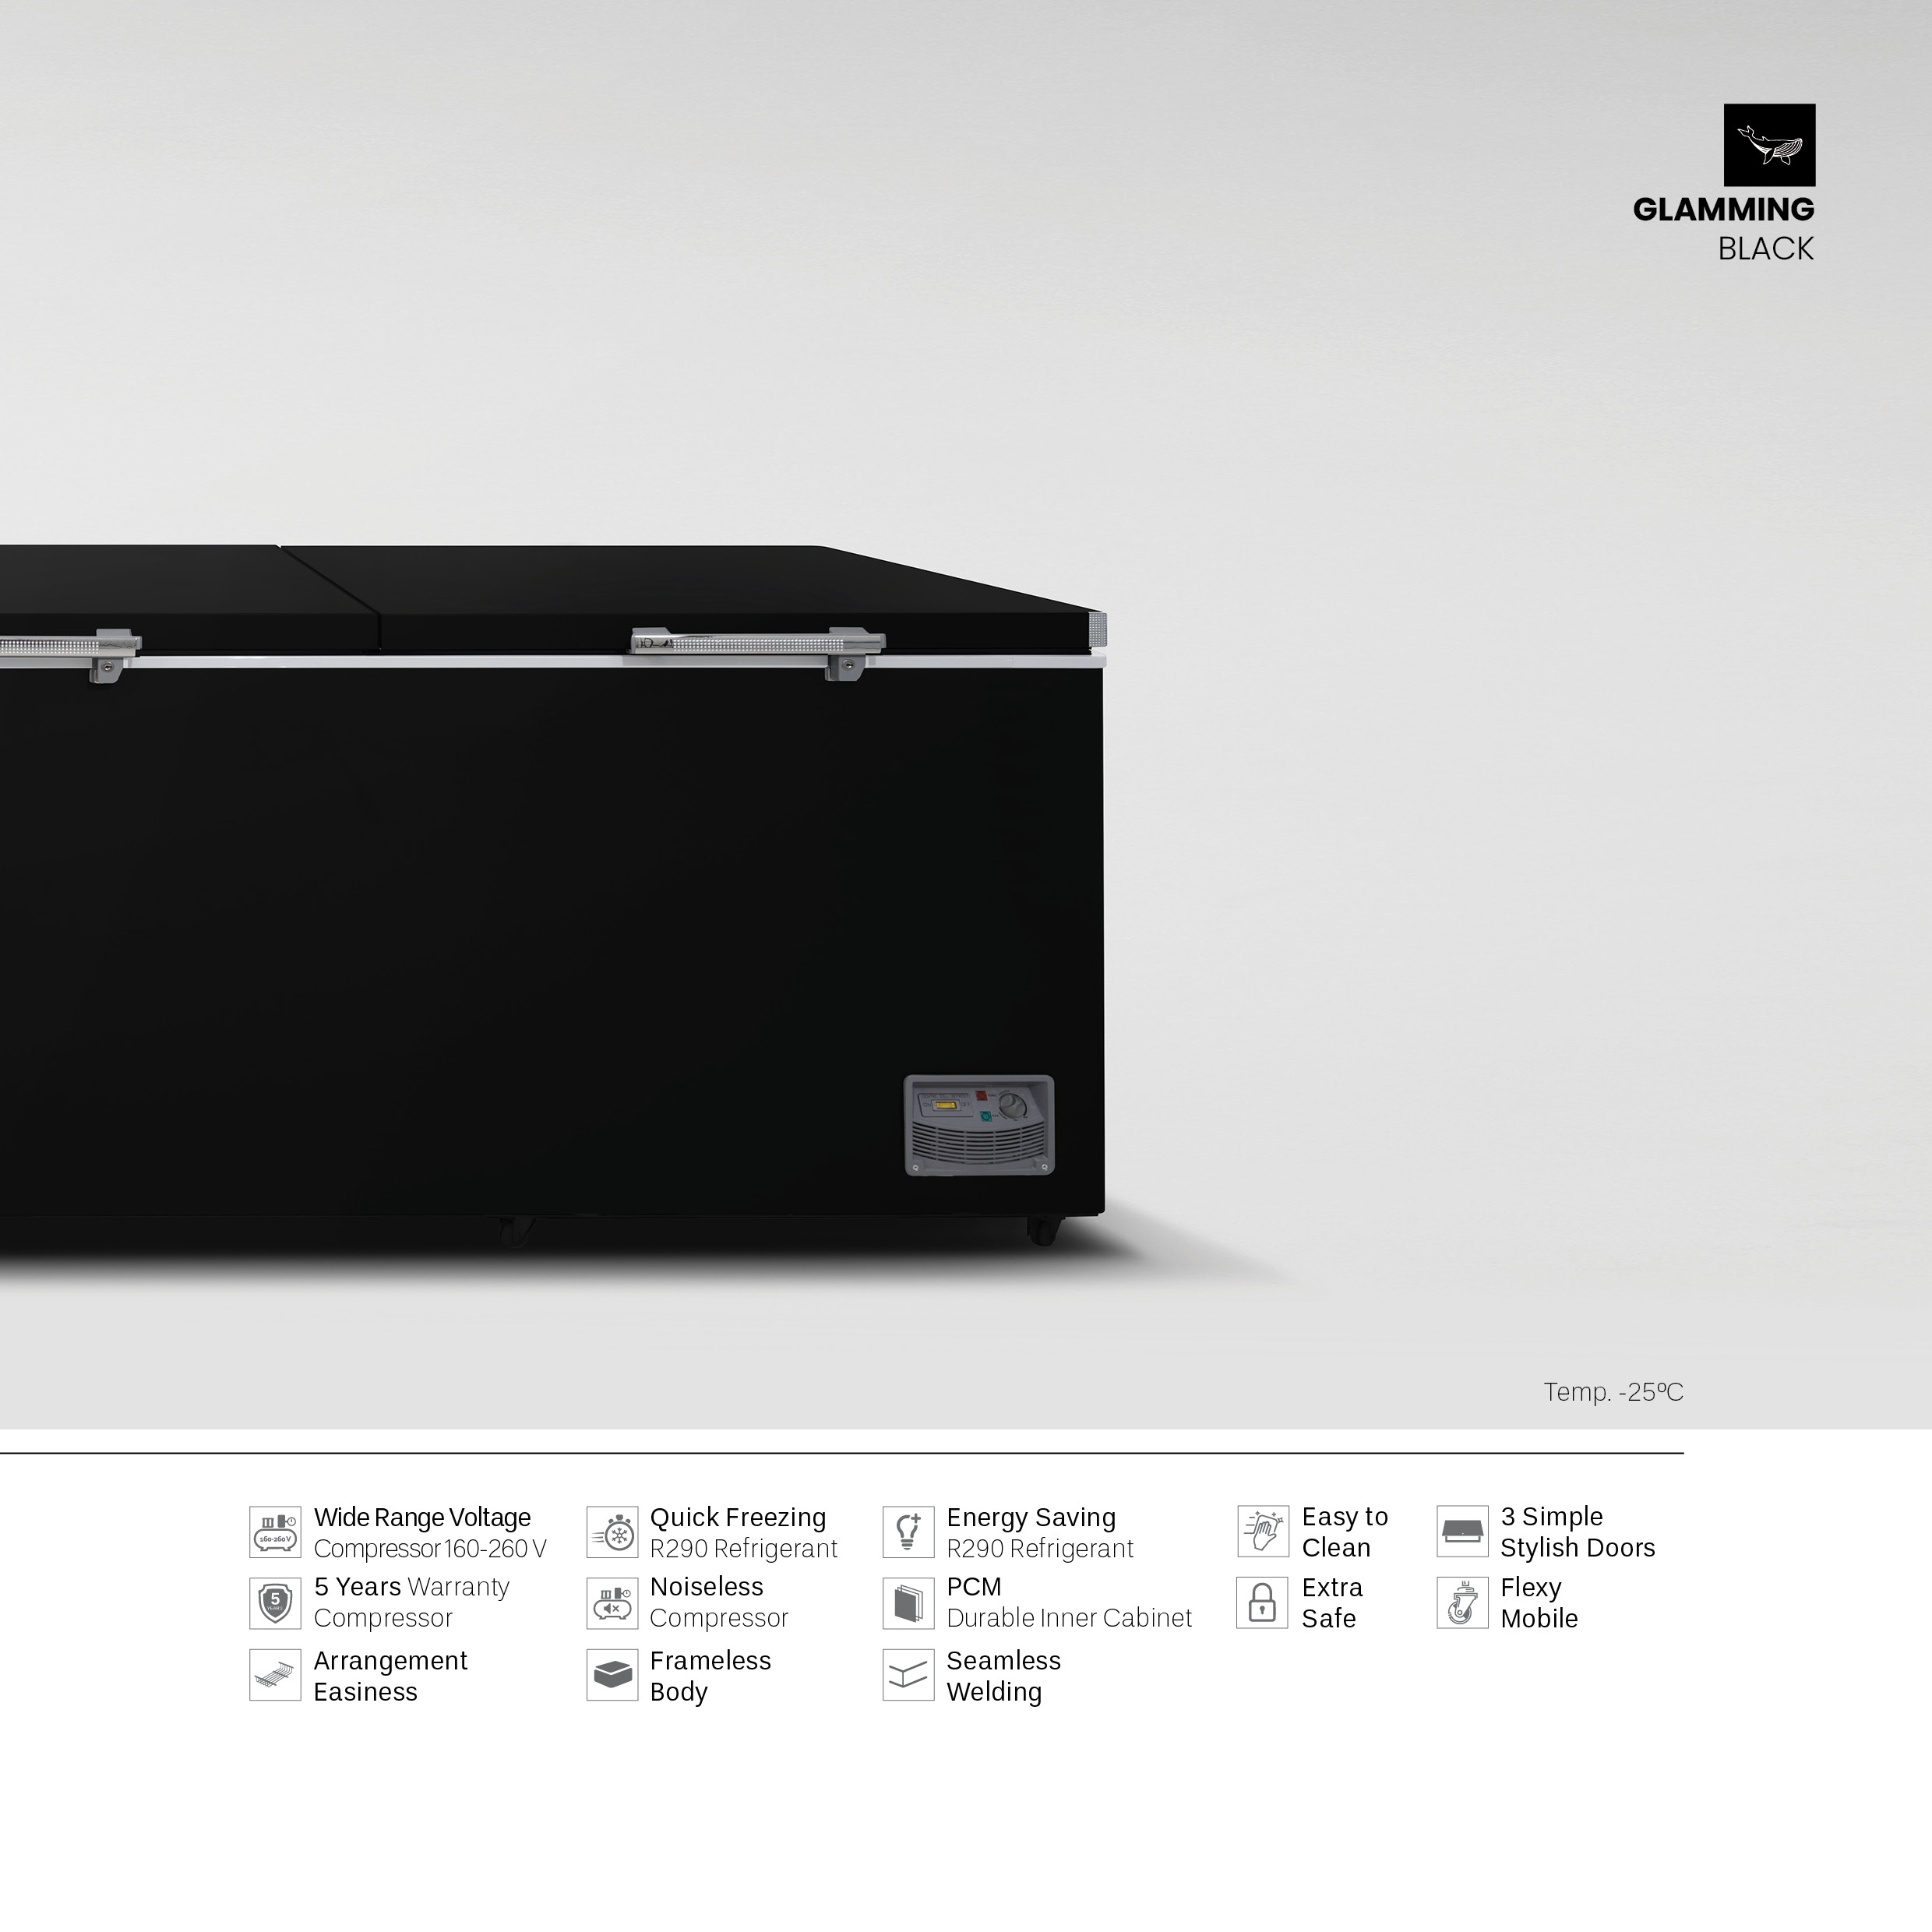 GLAMMING
BLACK
Temp. -25ºC
Wide Range Voltage
Compressor 160-260 V
160-260 V
Quick Freezing
R290 Refrigerant
Energy Saving
R290 Refrigerant
Easy to
Clean
3 Simple
Stylish Doors
5 Years Warranty
Compressor
5
YEARS
Noiseless
Compressor
PCM
Durable Inner Cabinet
Extra
Safe
Flexy
Mobile
Arrangement
Easiness
Frameless
Body
Seamless
Welding